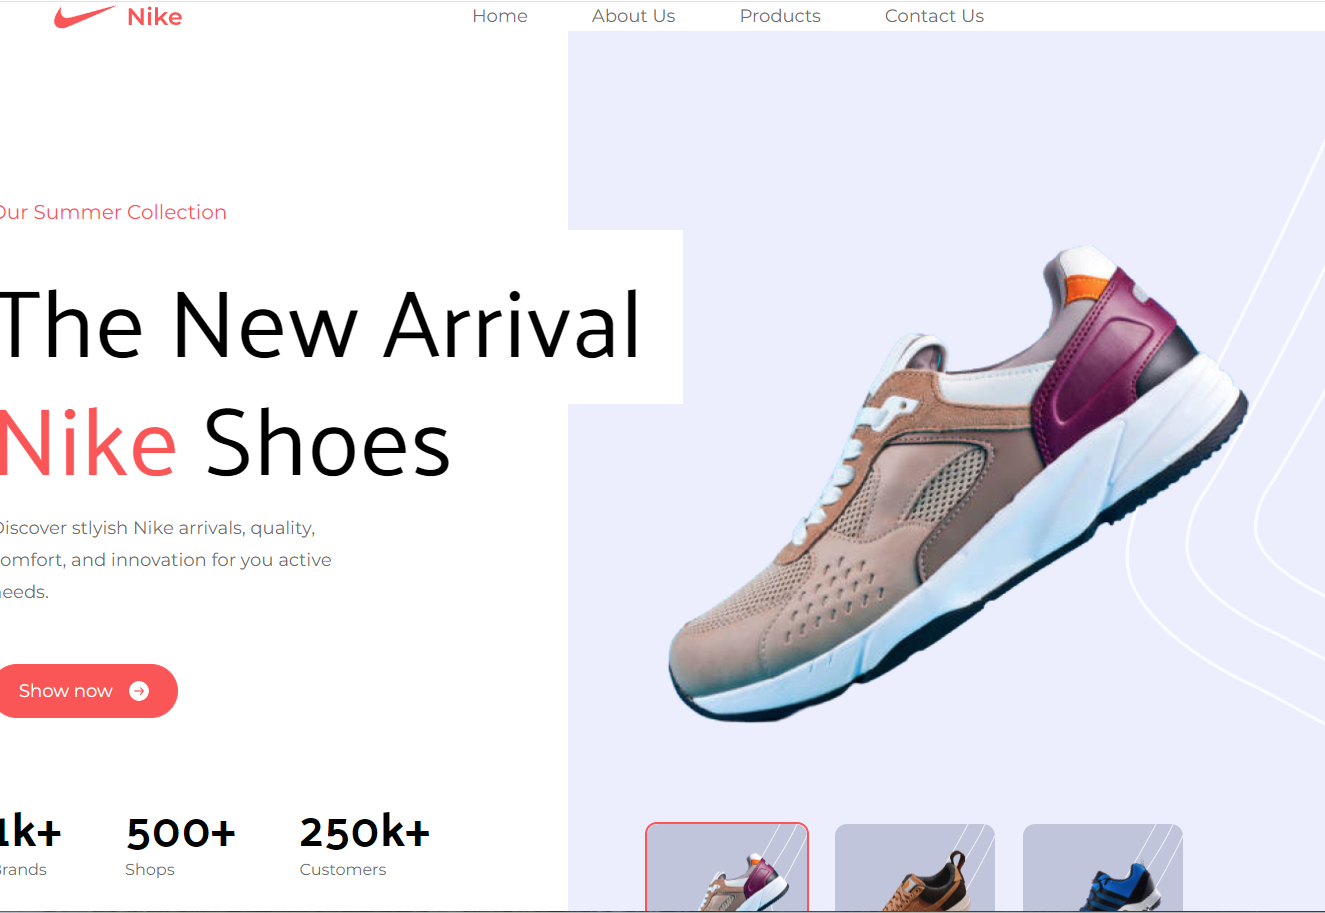 Nike
Home About Us Products Contact Us
Our Summer Collection
The New Arrival
Nike Shoes
Discover stlyish Nike arrivals, quality,
omfort, and innovation for you active
needs.
Show now
1k+ 500+ 250k+
Brands Shops Customers